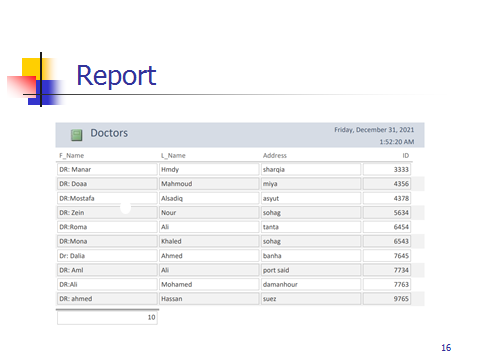 Report
Doctors
Friday, December 31, 2021
1:52:20 AM
F_Name L_Name Address ID
DR: Manar Hmdy sharqia 3333
DR: Doaa Mahmoud miya 4356
DR:Mostafa Alsadiq asyut 4378
DR: Zein Nour sohag 5634
DR:Roma Ali tanta 6454
DR:Mona Khaled sohag 6543
Dr: Dalia Ahmed banha 7645
DR: Aml Ali port said 7734
DR:Ali Mohamed damanhour 7763
DR: ahmed Hassan suez 9765
10
16